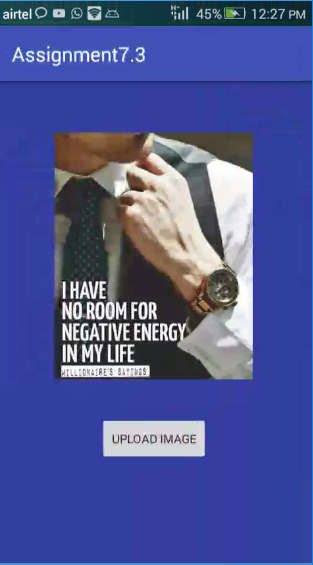 airtel 45% 12:27 PM
Assignment7.3
I HAVE
NO ROOM FOR
NEGATIVE ENERGY
IN MY LIFE
MILLIONAIRE'S SAYINGS
UPLOAD IMAGE